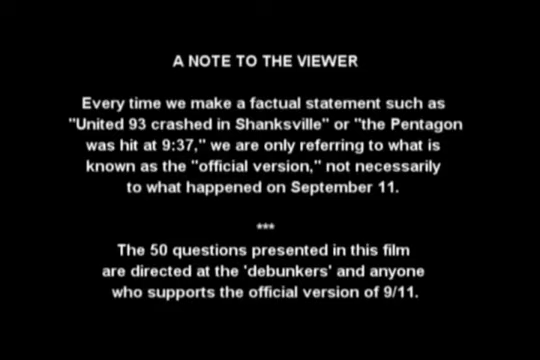 A NOTE TO THE VIEWER
Every time we make a factual statement such as
"United 93 crashed in Shanksville" or "the Pentagon
was hit at 9:37," we are only referring to what is
known as the "official version," not necessarily
to what happened on September 11.
***
The 50 questions presented in this film
are directed at the 'debunkers' and anyone
who supports the official version of 9/11.